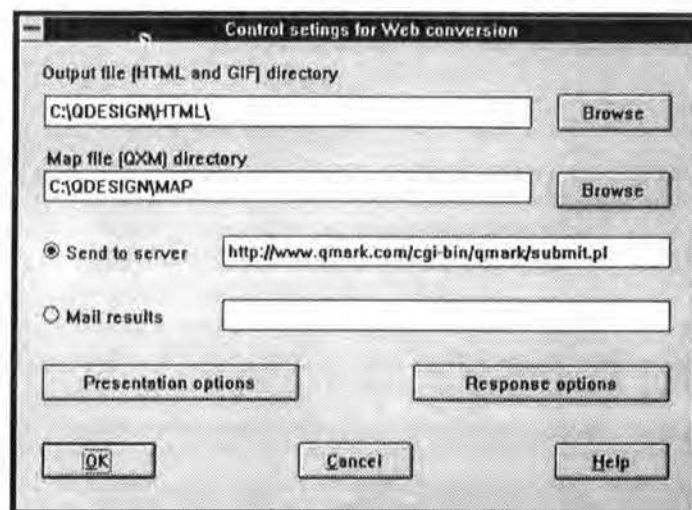 Control setings for Web conversion
Output file (HTML and GIF) directory
C:\QDESIGN\HTML\
Browse
Map file (QXM) directory
C:\QDESIGN\MAP
Browse
Send to server
http://www.qmark.com/cgi-bin/qmark/submit.pl
Mail results
Presentation options
Response options
OK
Cancel
Help